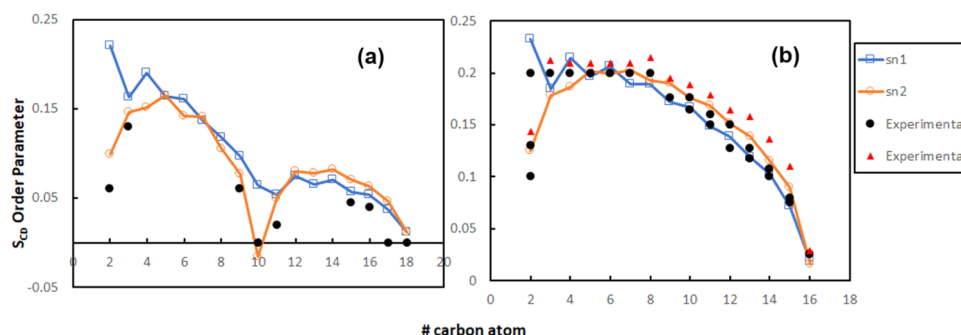 0.25
0.15
0.05
-0.05
S_CD Order Parameter
(a)
0 2 4 6 8 10 12 14 16 18 20
0.25
0.2
0.15
0.1
0.05
0
(b)
0 2 4 6 8 10 12 14 16 18
sn1
sn2
Experimenta
Experimenta
# carbon atom